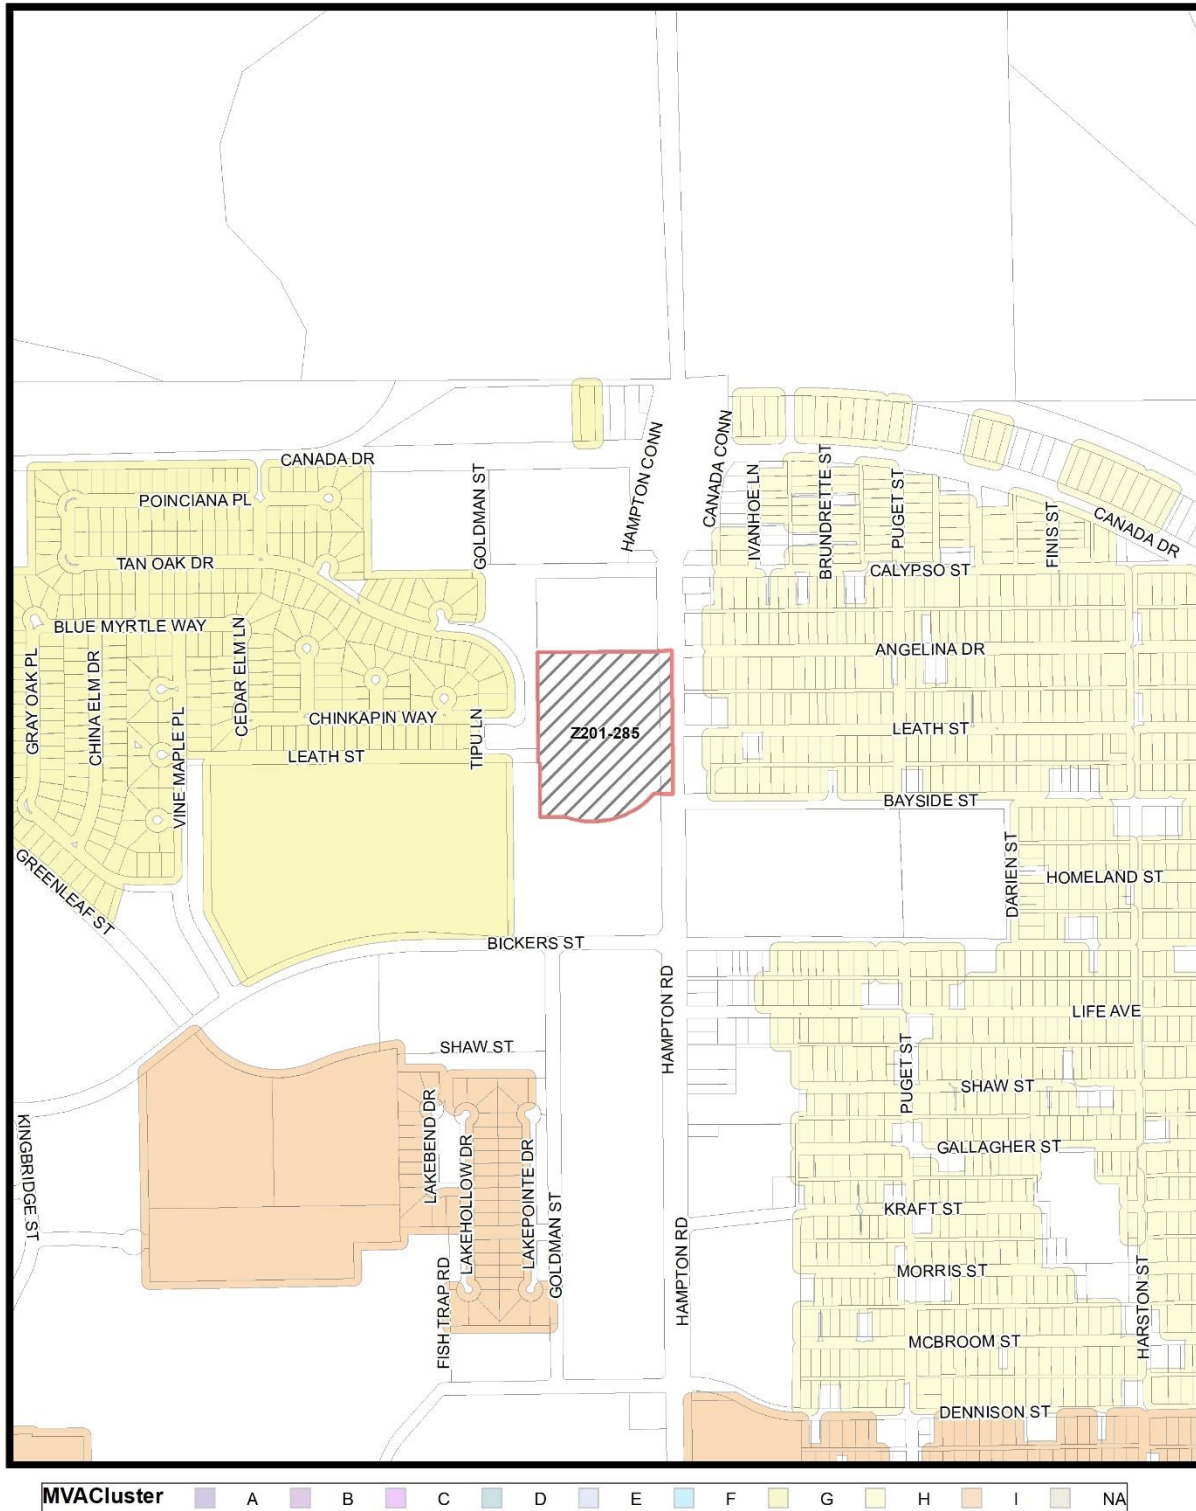 CANADA DR
POINCIANA PL
TAN OAK DR
BLUE MYRTLE WAY
GRAY OAK PL
CHINA ELM DR
VINE MAPLE PL
CEDAR ELM LN
CHINKAPIN WAY
LEATH ST
TIPU LN
GOLDMAN ST
HAMPTON CONN
CANADA CONN
IVANHOE LN
BRUNDRETTE ST
PUGET ST
FINIS ST
CANADA DR
CALYPSO ST
ANGELINA DR
Z201-285
LEATH ST
BAYSIDE ST
DARIEN ST
HOMELAND ST
GREENLEAF ST
BICKERS ST
HAMPTON RD
LIFE AVE
SHAW ST
PUGET ST
SHAW ST
GALLAGHER ST
KINGBRIDGE ST
LAKEBEND DR
LAKEHOLLOW DR
LAKEPOINTE DR
GOLDMAN ST
FISH TRAP RD
HAMPTON RD
KRAFT ST
MORRIS ST
HARSTON ST
MCBROOM ST
DENNISON ST
MVACluster A B C D E F G H I NA